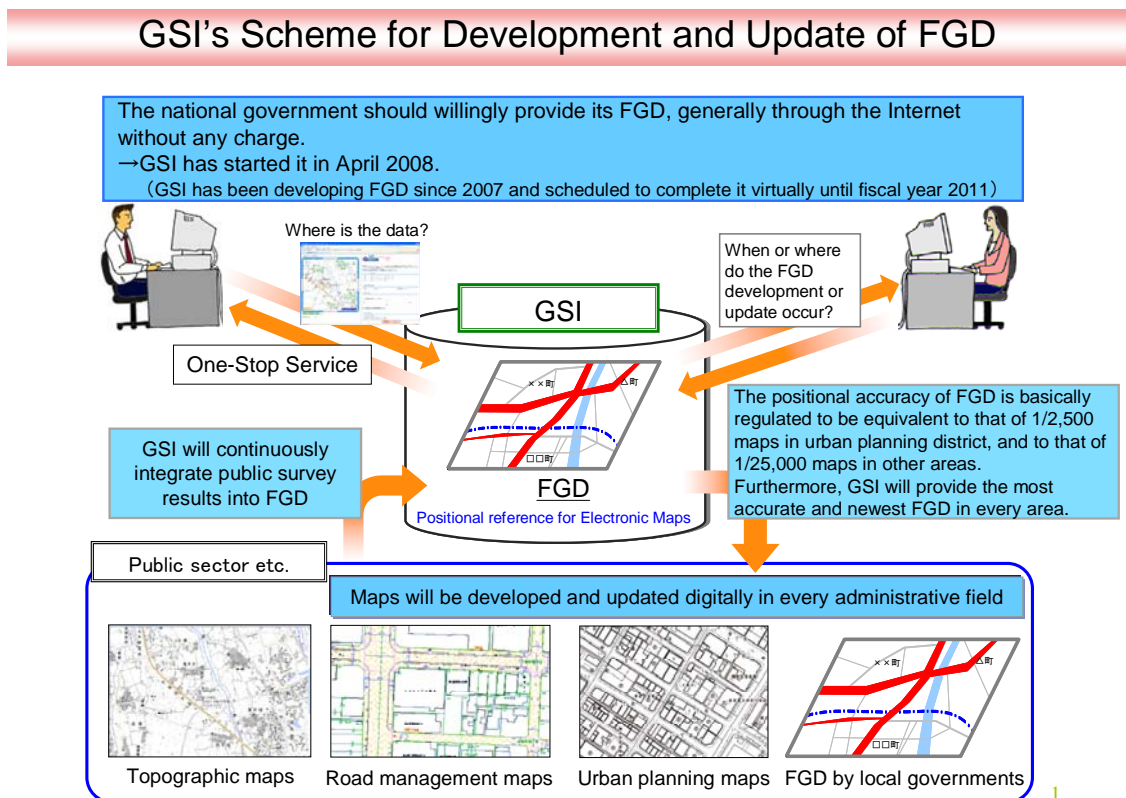 GSI's Scheme for Development and Update of FGD
The national government should willingly provide its FGD, generally through the Internet
without any charge.
→GSI has started it in April 2008.
（GSI has been developing FGD since 2007 and scheduled to complete it virtually until fiscal year 2011）
Where is the data?
When or where
do the FGD
development or
update occur?
GSI
One-Stop Service
××町
△町
□□町
The positional accuracy of FGD is basically
regulated to be equivalent to that of 1/2,500
maps in urban planning district, and to that of
1/25,000 maps in other areas.
Furthermore, GSI will provide the most
accurate and newest FGD in every area.
GSI will continuously
integrate public survey
results into FGD
FGD
Positional reference for Electronic Maps
Public sector etc.
Maps will be developed and updated digitally in every administrative field
××町
△町
□□町
Topographic maps
Road management maps
Urban planning maps
FGD by local governments
1